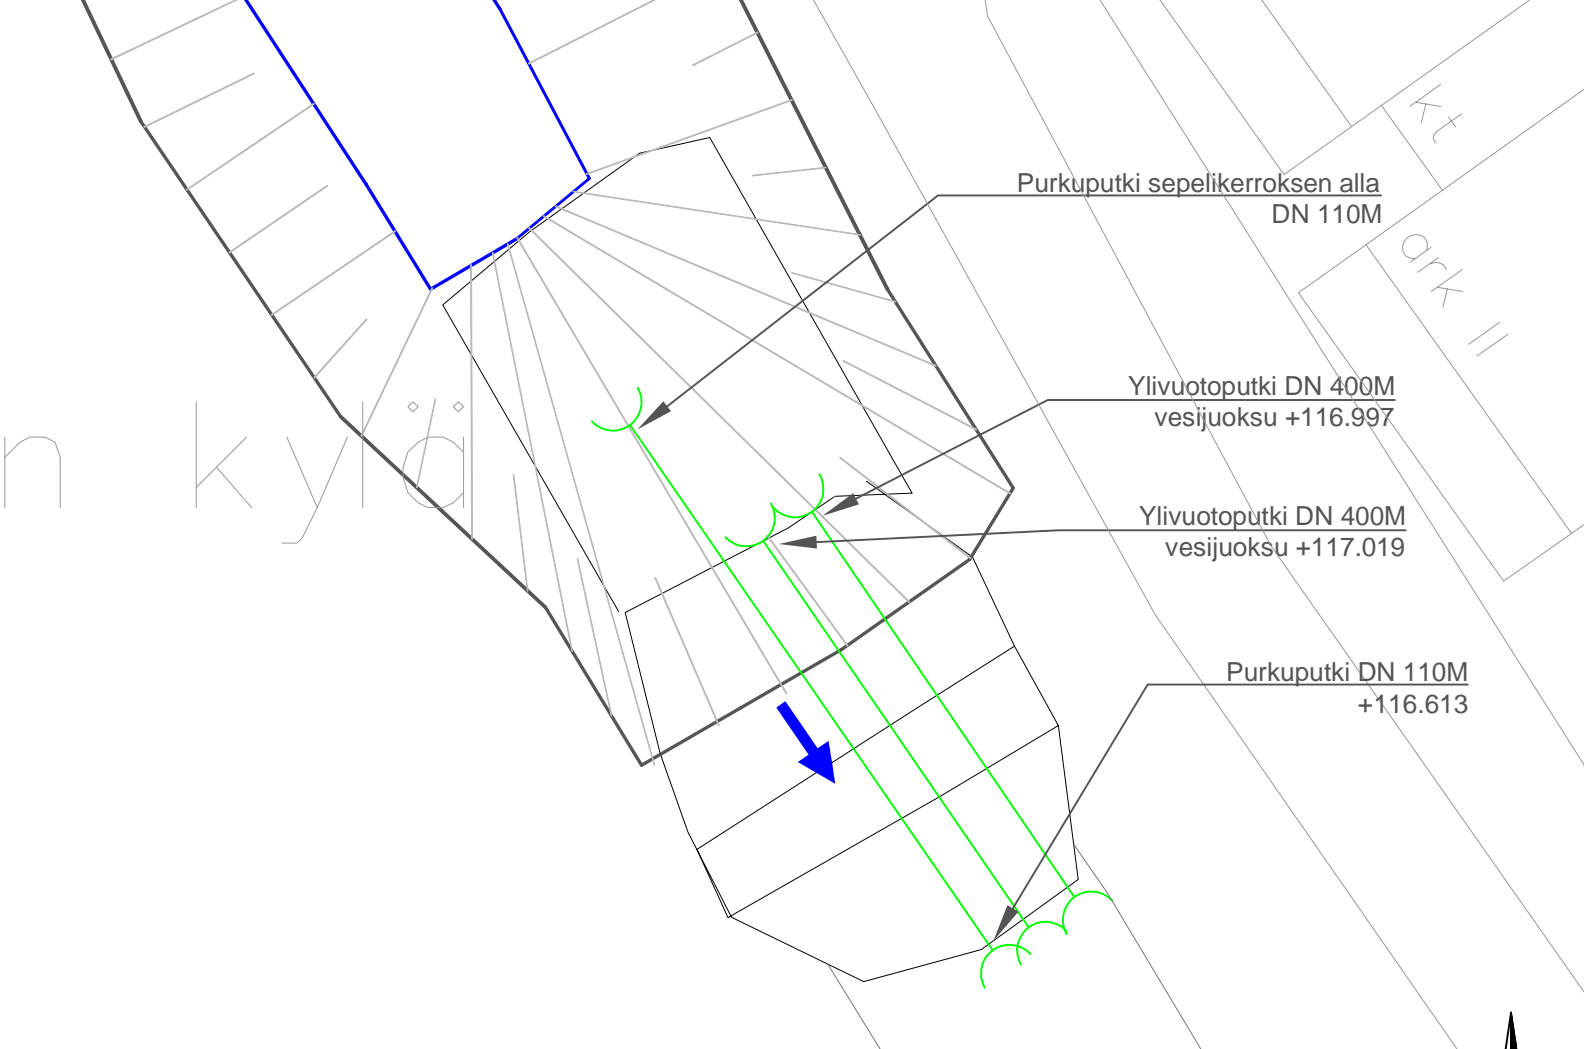 kt
Purkuputki sepelikerroksen alla
DN 110M
ark II
Ylivuotoputki DN 400M
vesijuoksu +116.997
n kylä
Ylivuotoputki DN 400M
vesijuoksu +117.019
Purkuputki DN 110M
+116.613